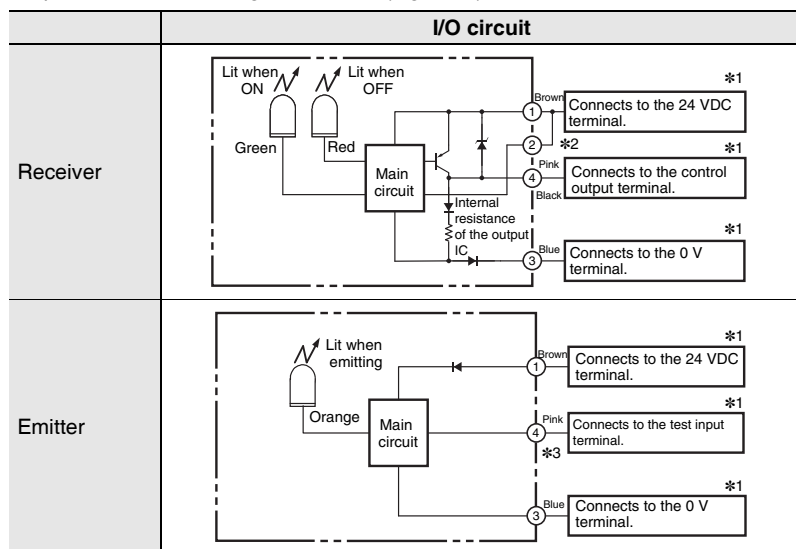 I/O circuit
Receiver
Lit when
ON
Lit when
OFF
Green
Red
Main
circuit
Internal
resistance
of the output
IC
Brown
1
2
*2
Pink
4
Black
Blue
3
*1
Connects to the 24 VDC
terminal.
*1
Connects to the control
output terminal.
*1
Connects to the 0 V
terminal.
Emitter
Lit when
emitting
Orange
Main
circuit
Brown
1
Pink
4
*3
Blue
3
*1
Connects to the 24 VDC
terminal.
*1
Connects to the test input
terminal.
*1
Connects to the 0 V
terminal.